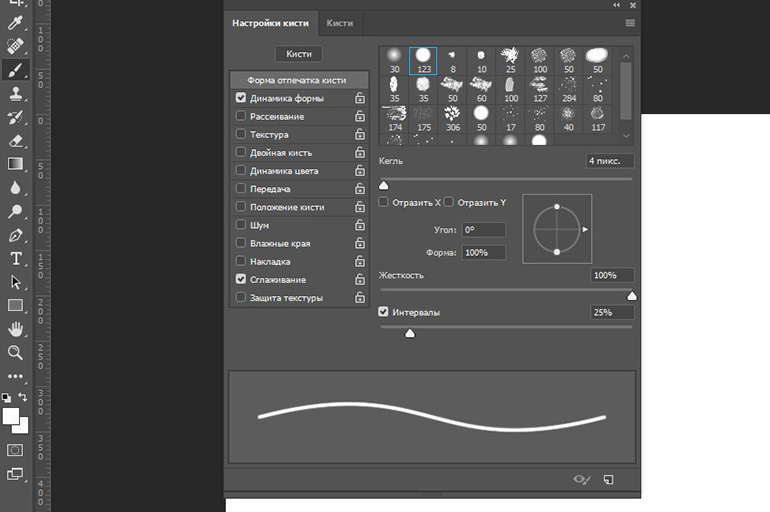 Настройки кисти Кисти
Кисти
Форма отпечатка кисти
Динамика формы
Рассеивание
Текстура
Двойная кисть
Динамика цвета
Передача
Положение кисти
Шум
Влажные края
Накладка
Сглаживание
Защита текстуры
30 123 8 10 25 100 50 50
35 35 50 60 100 127 284 80
174 175 306 50 17 80 40 117
Кегль 4 пикс.
Отразить X Отразить Y
Угол: 0°
Форма: 100%
Жесткость 100%
Интервалы 25%